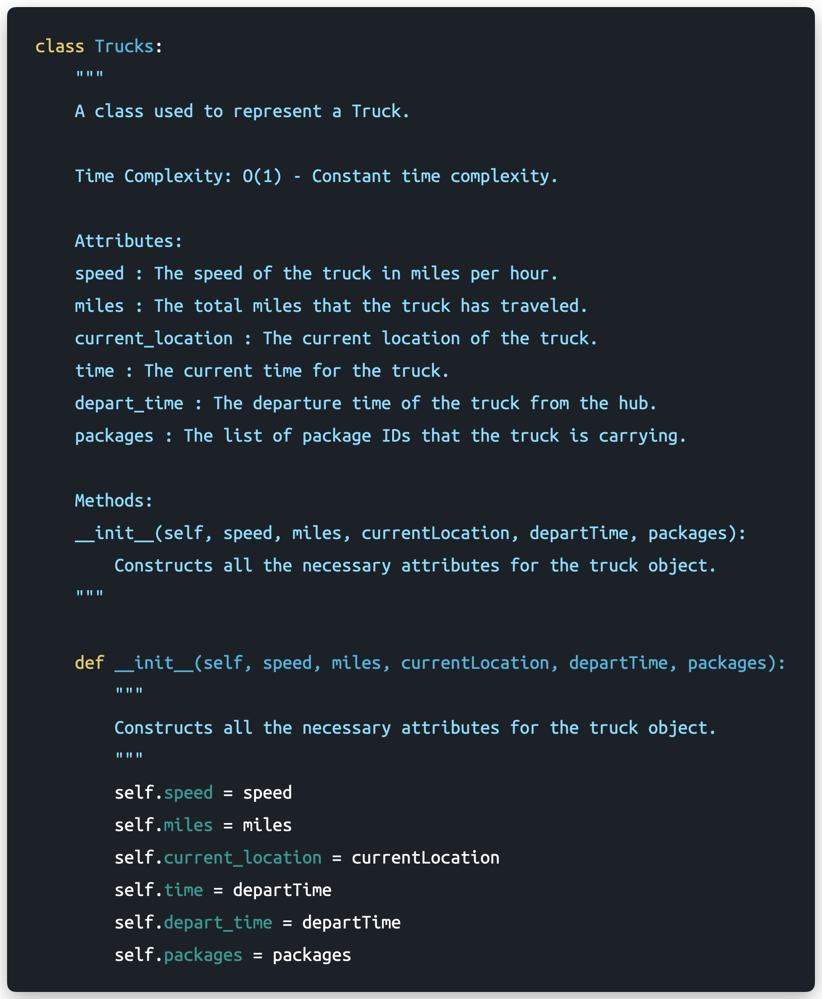 class Trucks:
    """
    A class used to represent a Truck.

    Time Complexity: O(1) - Constant time complexity.

    Attributes:
    speed : The speed of the truck in miles per hour.
    miles : The total miles that the truck has traveled.
    current_location : The current location of the truck.
    time : The current time for the truck.
    depart_time : The departure time of the truck from the hub.
    packages : The list of package IDs that the truck is carrying.

    Methods:
    __init__(self, speed, miles, currentLocation, departTime, packages):
        Constructs all the necessary attributes for the truck object.
    """

    def __init__(self, speed, miles, currentLocation, departTime, packages):
        """
        Constructs all the necessary attributes for the truck object.
        """
        self.speed = speed
        self.miles = miles
        self.current_location = currentLocation
        self.time = departTime
        self.depart_time = departTime
        self.packages = packages